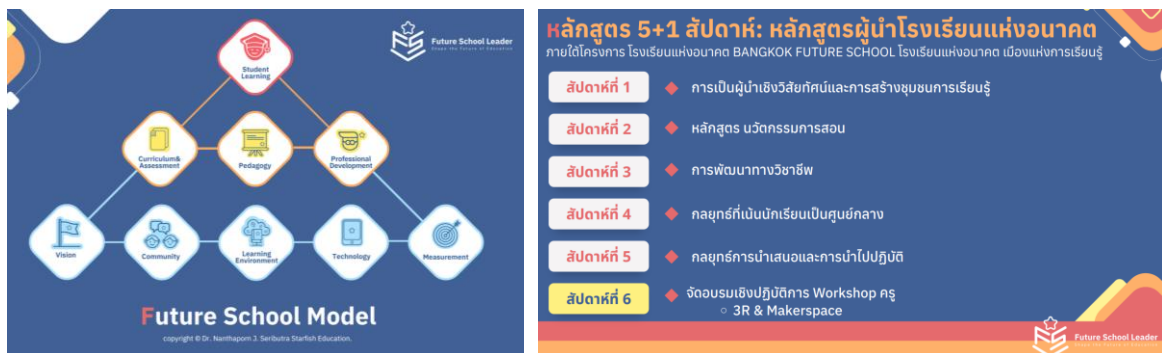 Future School Leader
Shape the Future of Education
Student
Learning
Curriculum&
Assessment
Pedagogy
Professional
Development
Vision
Community
Learning
Environment
Technology
Measurement
Future School Model
copyright © Dr. Nanthaporn J. Seributra Starfish Education.
หลักสูตร 5+1 สัปดาห์: หลักสูตรผู้นำโรงเรียนแห่งอนาคต
ภายใต้โครงการ โรงเรียนแห่งอนาคต BANGKOK FUTURE SCHOOL โรงเรียนแห่งอนาคต เมืองแห่งการเรียนรู้
สัปดาห์ที่ 1 การเป็นผู้นำเชิงวิสัยทัศน์และการสร้างชุมชนการเรียนรู้
สัปดาห์ที่ 2 หลักสูตร นวัตกรรมการสอน
สัปดาห์ที่ 3 การพัฒนาทางวิชาชีพ
สัปดาห์ที่ 4 กลยุทธ์ที่เน้นนักเรียนเป็นศูนย์กลาง
สัปดาห์ที่ 5 กลยุทธ์การนำเสนอและการนำไปปฏิบัติ
สัปดาห์ที่ 6 จัดอบรมเชิงปฏิบัติการ Workshop ครู
3R & Makerspace
Future School Leader
Shape the Future of Education